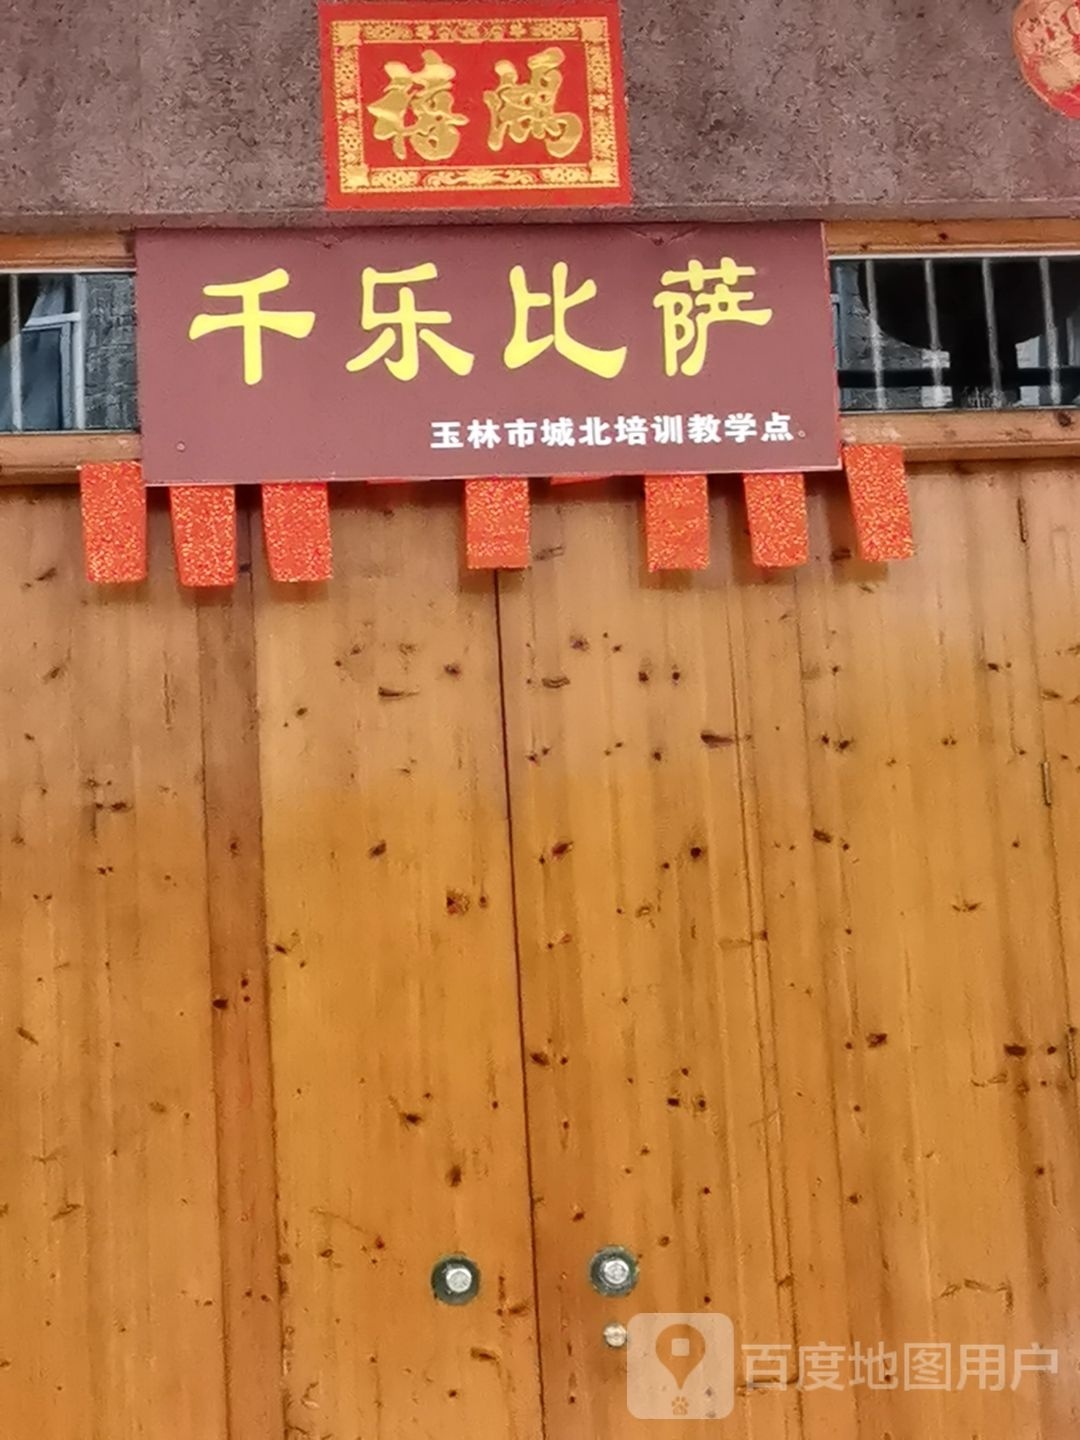 鴻禧
千乐比萨
玉林市城北培训教学点
百度地图用户